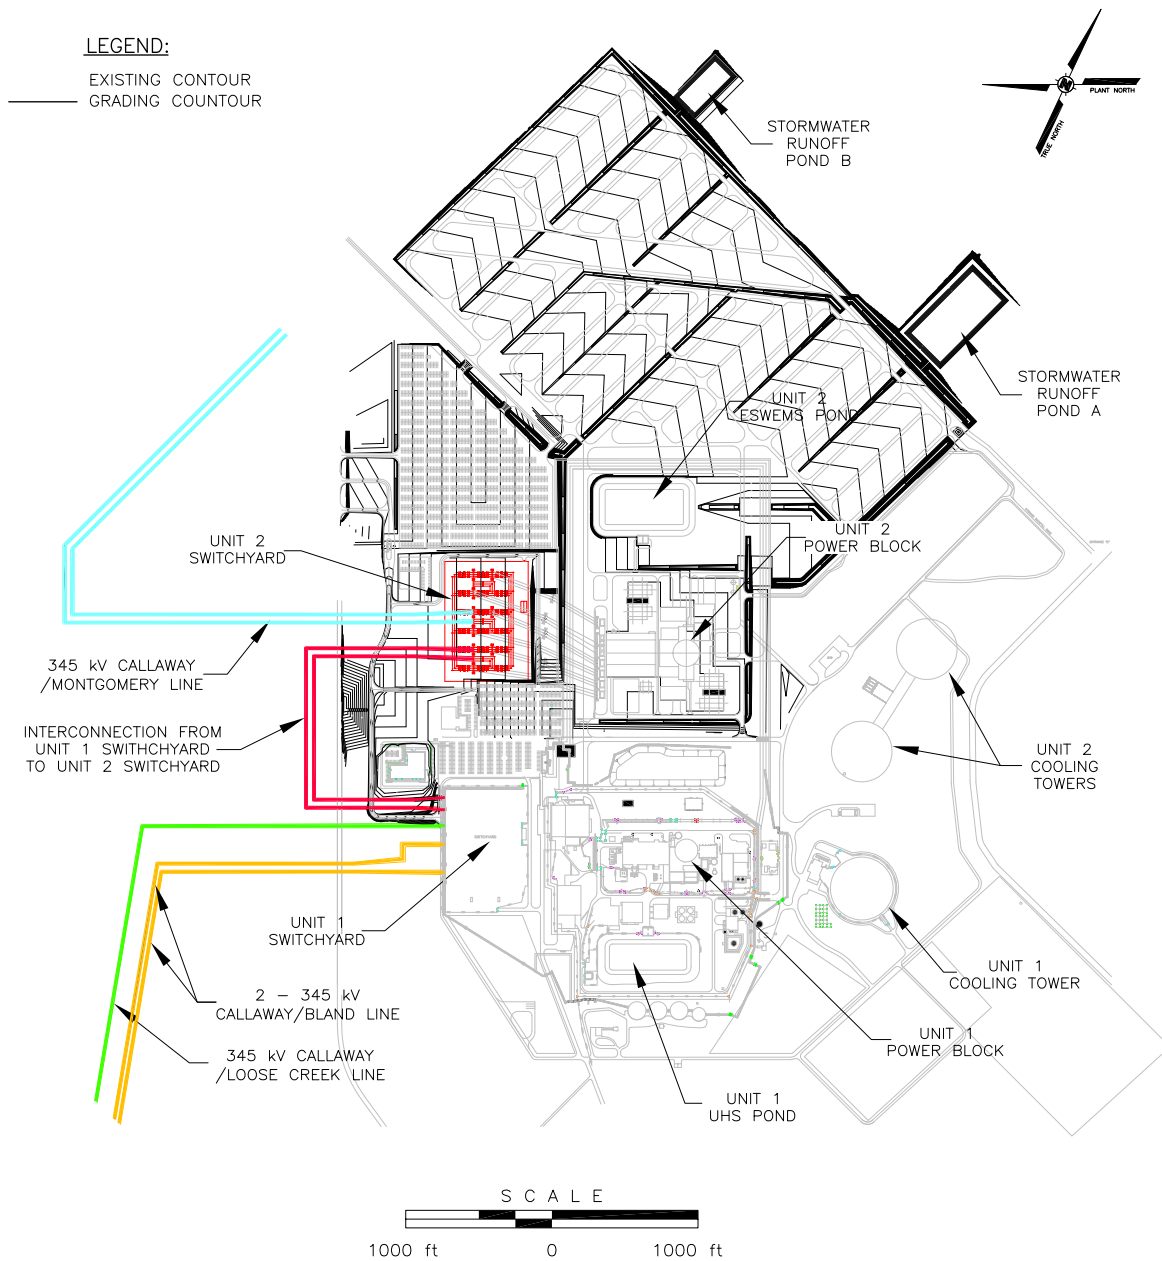 LEGEND:
EXISTING CONTOUR
GRADING COUNTOUR
PLANT NORTH
TRUE NORTH
N
STORMWATER
RUNOFF
POND B
STORMWATER
RUNOFF
POND A
UNIT 2
ESWEMS POND
UNIT 2
POWER BLOCK
UNIT 2
SWITCHYARD
345 kV CALLAWAY
/MONTGOMERY LINE
INTERCONNECTION FROM
UNIT 1 SWITHCHYARD
TO UNIT 2 SWITCHYARD
UNIT 2
COOLING
TOWERS
SWITCHYARD
UNIT 1
SWITCHYARD
UNIT 1
COOLING TOWER
2 – 345 kV
CALLAWAY/BLAND LINE
UNIT 1
POWER BLOCK
345 kV CALLAWAY
/LOOSE CREEK LINE
UNIT 1
UHS POND
SCALE
1000 ft 0 1000 ft